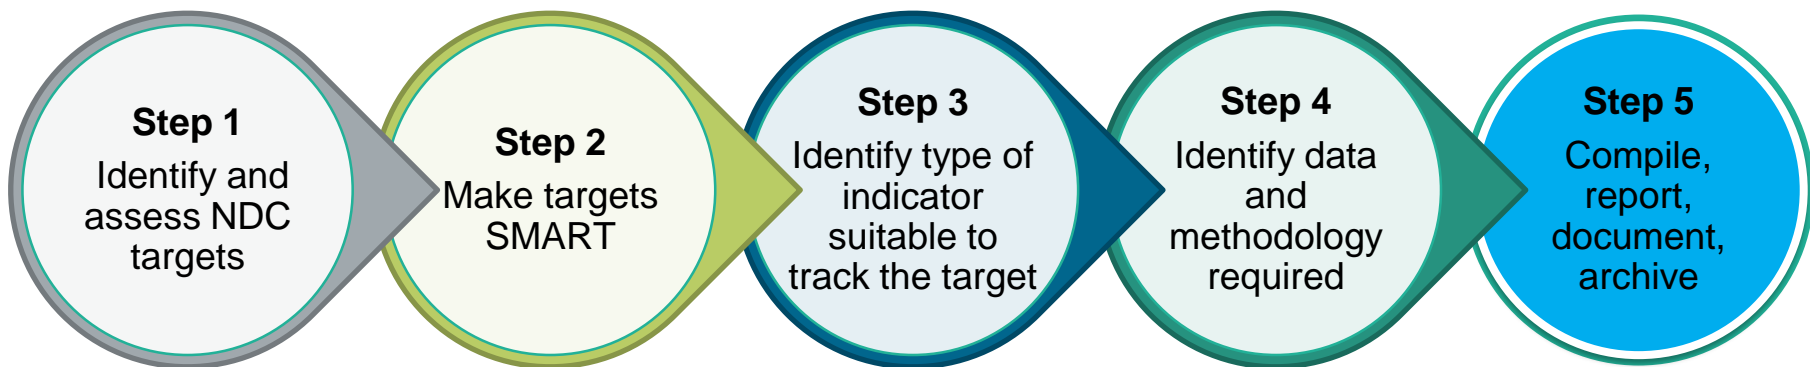 Step 1
Identify and
assess NDC
targets
Step 2
Make targets
SMART
Step 3
Identify type of
indicator
suitable to
track the target
Step 4
Identify data
and
methodology
required
Step 5
Compile,
report,
document,
archive